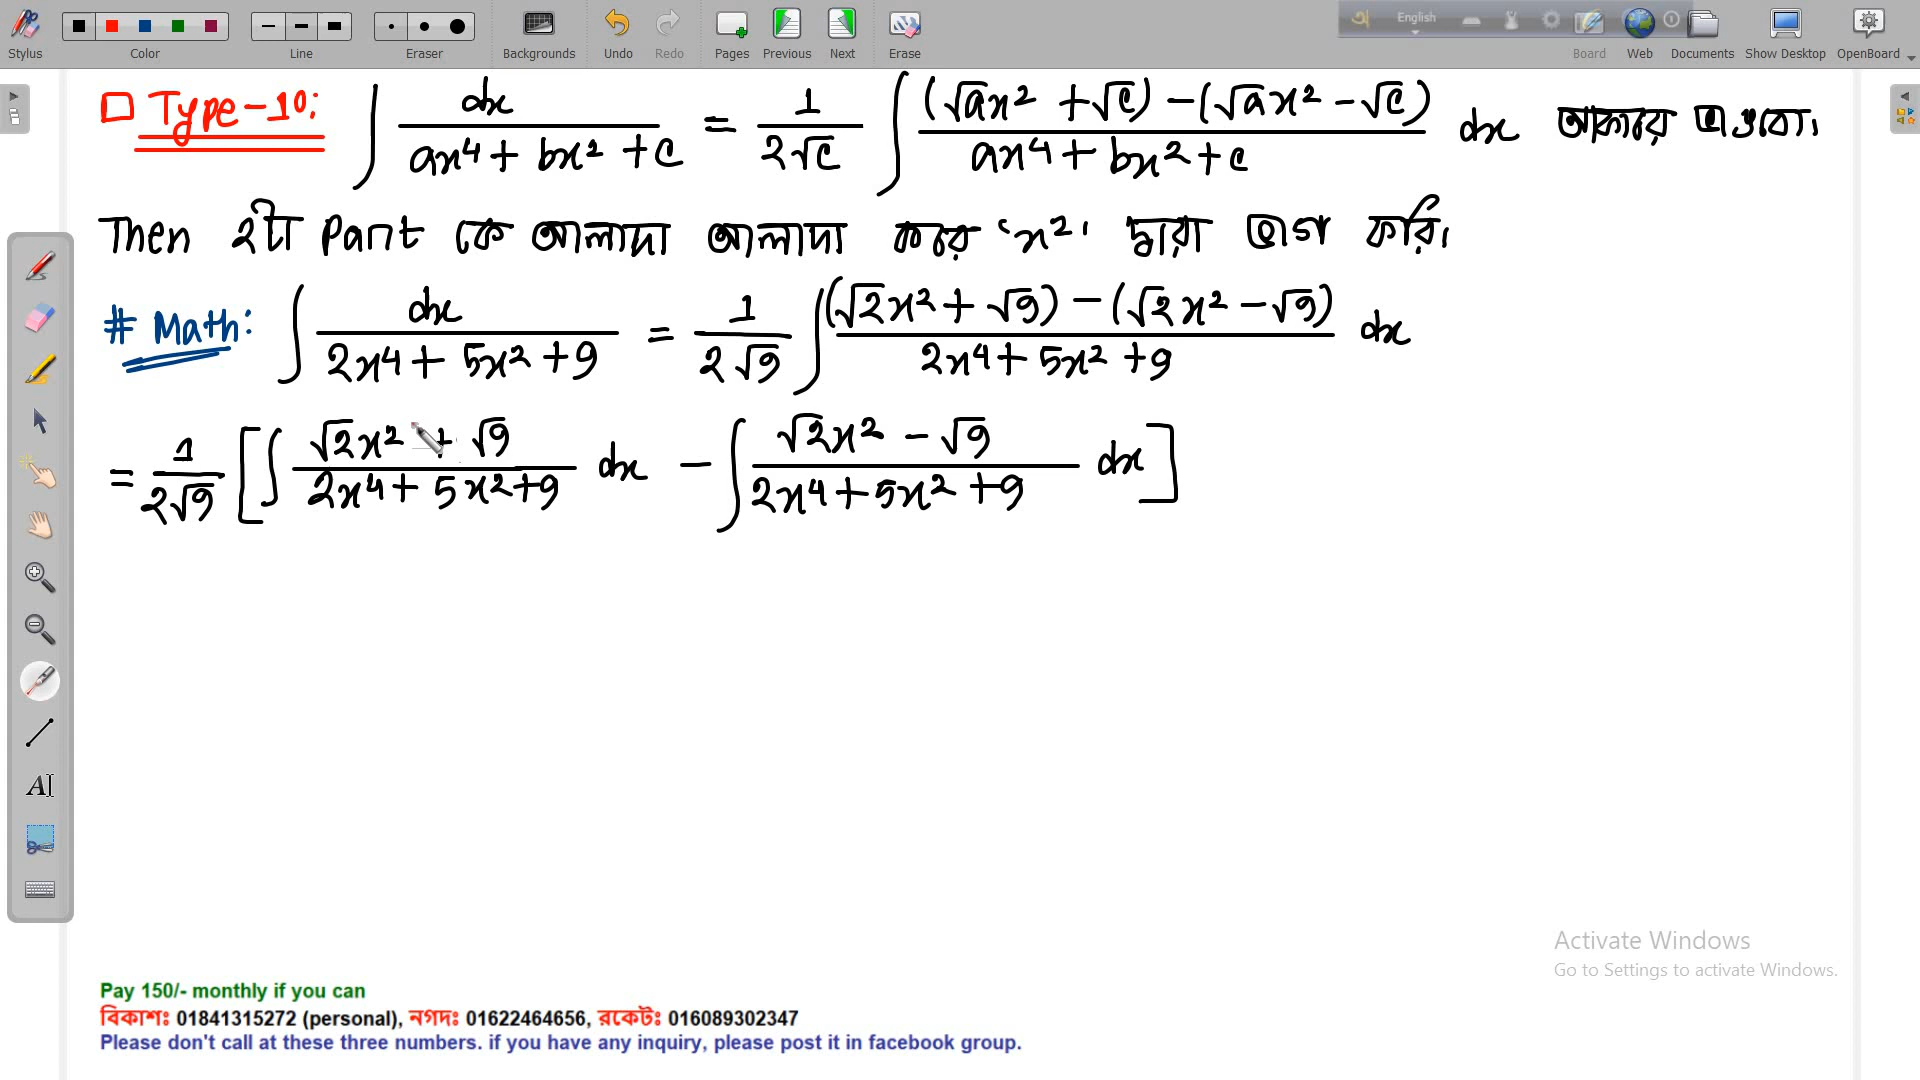 Stylus Color Line Eraser Backgrounds Undo Redo Pages Previous Next Erase English Board Web Documents Show Desktop OpenBoard
□ Type-10: ∫ dx / (ax⁴ + bx² + c) = 1/(2√c) ∫ ((√ax² + √c) - (√ax² - √c)) / (ax⁴ + bx² + c) dx আকারে নেওয়া।
Then ২টা Part কে আলাদা আলাদা করে 'x²' দ্বারা ভাগ করি।
# Math: ∫ dx / (2x⁴ + 5x² + 9) = 1/(2√9) ∫ ((√2x² + √9) - (√2x² - √9)) / (2x⁴ + 5x² + 9) dx
= 1/(2√9) [∫ (√2x² + √9) / (2x⁴ + 5x² + 9) dx - ∫ (√2x² - √9) / (2x⁴ + 5x² + 9) dx]
Activate Windows
Go to Settings to activate Windows.
Pay 150/- monthly if you can
বিকাশঃ 01841315272 (personal), নগদঃ 01622464656, রকেটঃ 016089302347
Please don't call at these three numbers. if you have any inquiry, please post it in facebook group.